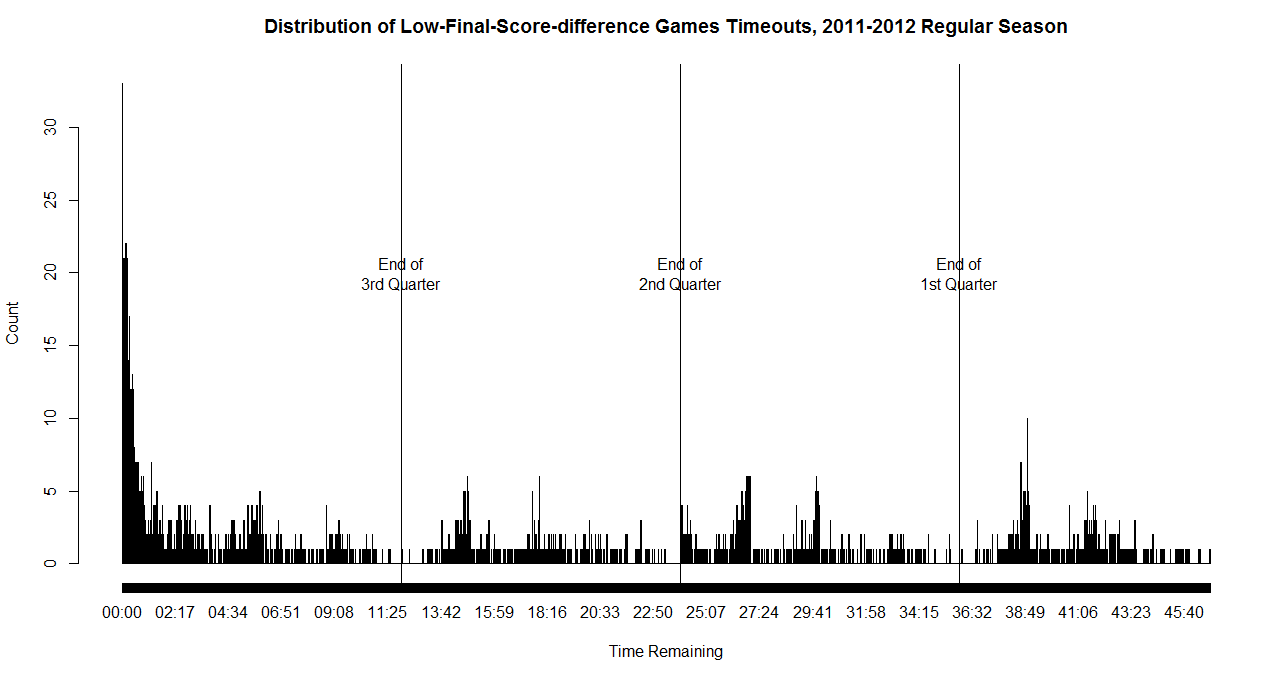 Distribution of Low-Final-Score-difference Games Timeouts, 2011-2012 Regular Season
Count
30
25
20
15
10
5
0
End of
3rd Quarter
End of
2nd Quarter
End of
1st Quarter
00:00 02:17 04:34 06:51 09:08 11:25 13:42 15:59 18:16 20:33 22:50 25:07 27:24 29:41 31:58 34:15 36:32 38:49 41:06 43:23 45:40
Time Remaining